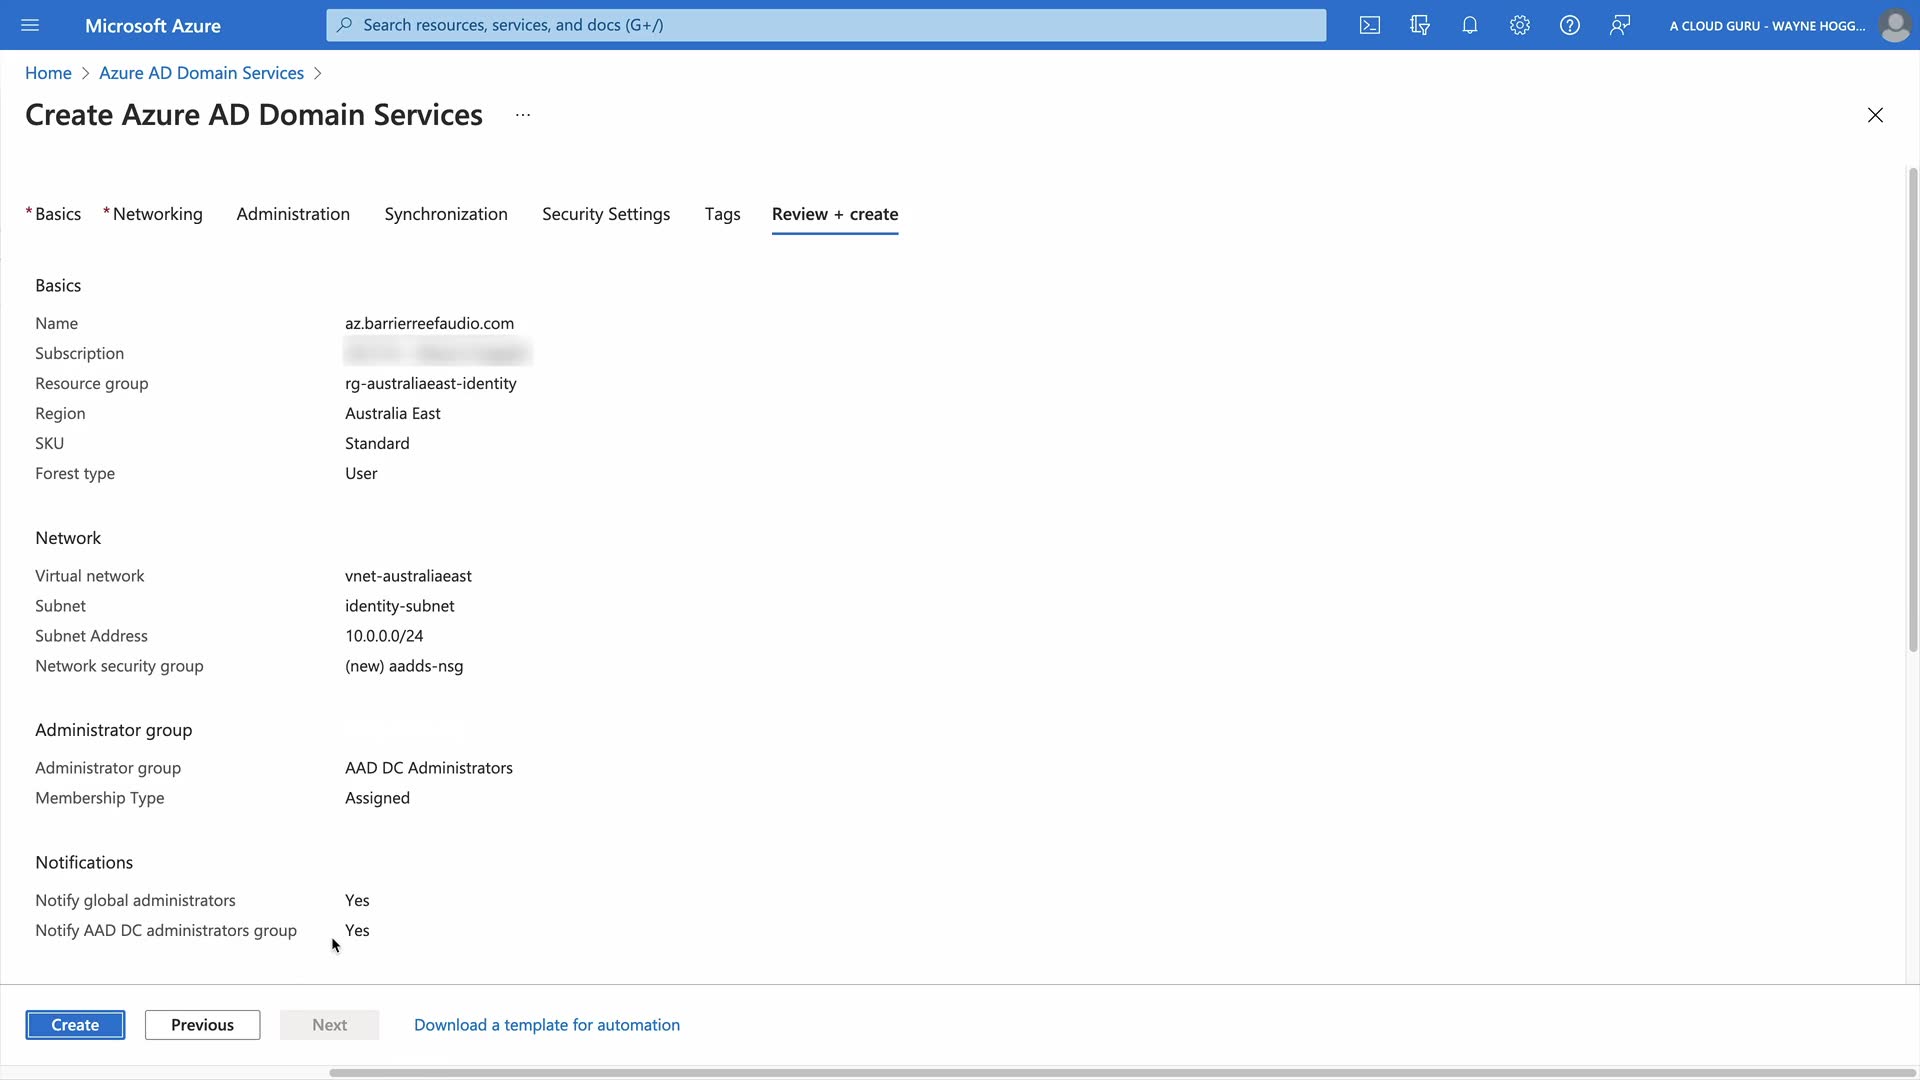 Microsoft Azure
Search resources, services, and docs (G+/)
A CLOUD GURU - WAYNE HOGG...
Home > Azure AD Domain Services >
Create Azure AD Domain Services ...
* Basics * Networking Administration Synchronization Security Settings Tags Review + create
Basics
Name az.barrierreefaudio.com
Subscription
Resource group rg-australiaeast-identity
Region Australia East
SKU Standard
Forest type User
Network
Virtual network vnet-australiaeast
Subnet identity-subnet
Subnet Address 10.0.0.0/24
Network security group (new) aadds-nsg
Administrator group
Administrator group AAD DC Administrators
Membership Type Assigned
Notifications
Notify global administrators Yes
Notify AAD DC administrators group Yes
Create Previous Next Download a template for automation